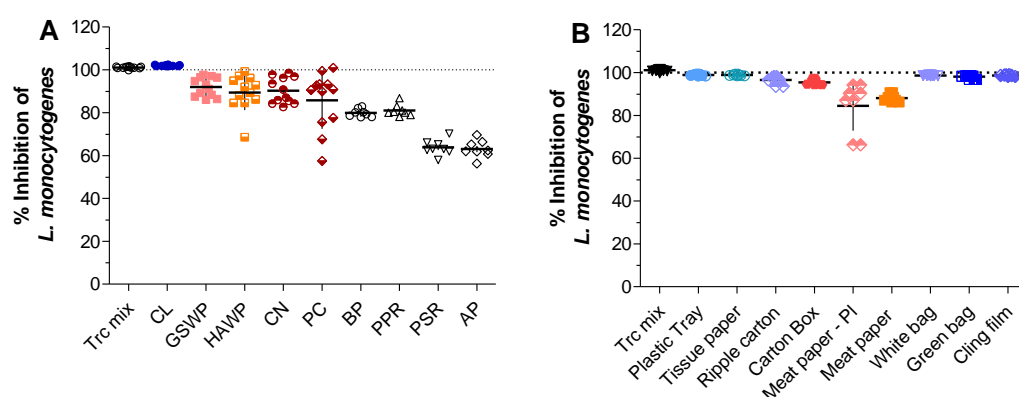 A
% Inhibition of
L. monocytogenes
120
100
80
60
40
20
0
Trc mix
CL
GSWP
HAWP
CN
PC
BP
PPR
PSR
AP
B
% Inhibition of
L. monocytogenes
120
100
80
60
40
20
0
Trc mix
Plastic Tray
Tissue paper
Ripple carton
Carton Box
Meat paper - PI
Meat paper
White bag
Green bag
Cling film